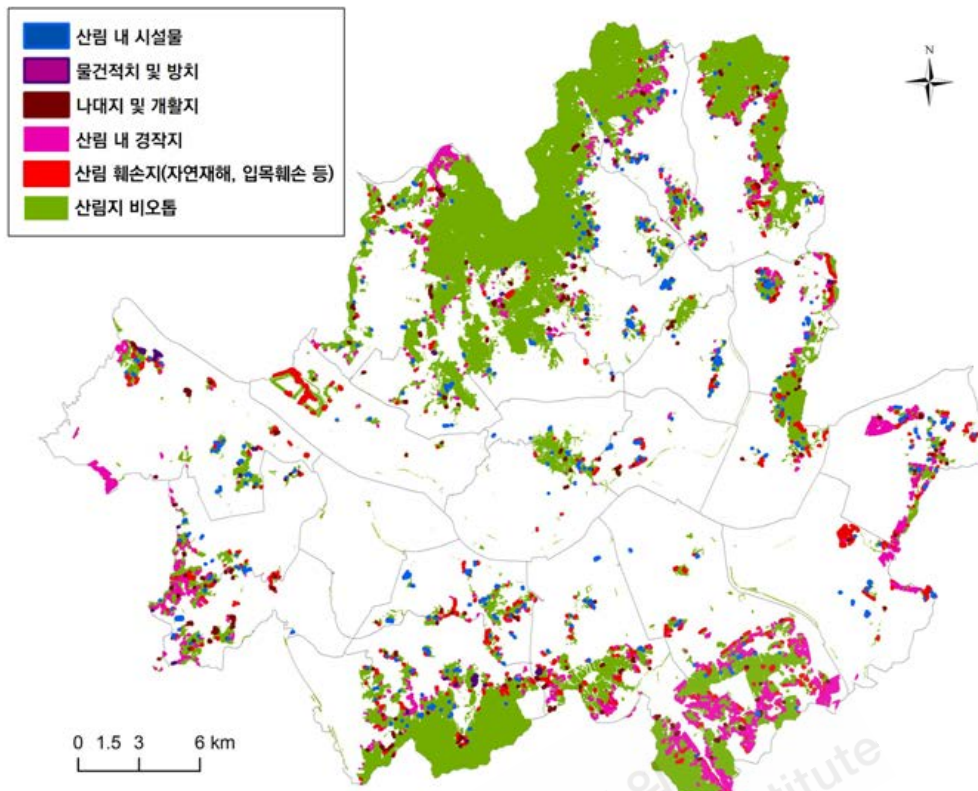 산림 내 시설물
물건적치 및 방치
나대지 및 개활지
산림 내 경작지
산림 훼손지(자연재해, 입목훼손 등)
산림지 비오톱
N
0 1.5 3 6 km